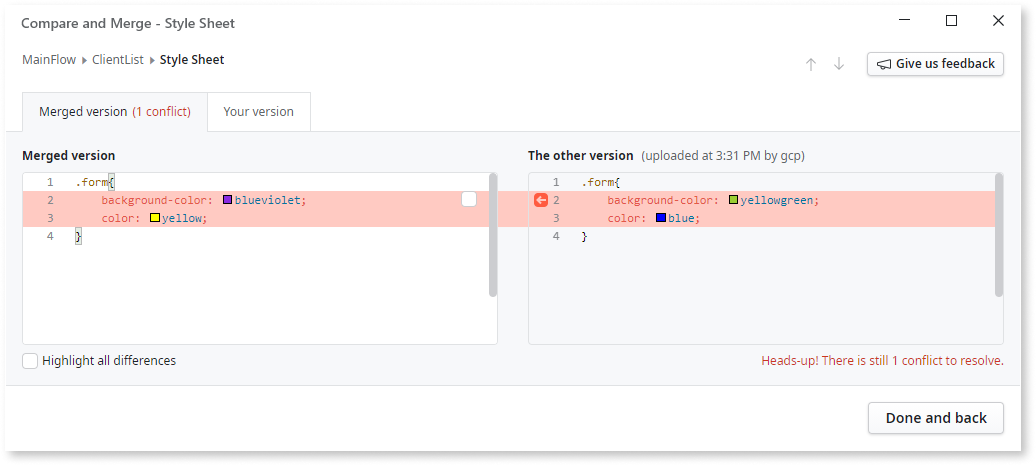 Compare and Merge - Style Sheet
MainFlow ▸ ClientList ▸ Style Sheet
Give us feedback
Merged version (1 conflict)
Your version
Merged version
1 .form{
2 background-color: blueviolet;
3 color: yellow;
4 }
The other version (uploaded at 3:31 PM by gcp)
1 .form{
2 background-color: yellowgreen;
3 color: blue;
4 }
Highlight all differences
Heads-up! There is still 1 conflict to resolve.
Done and back